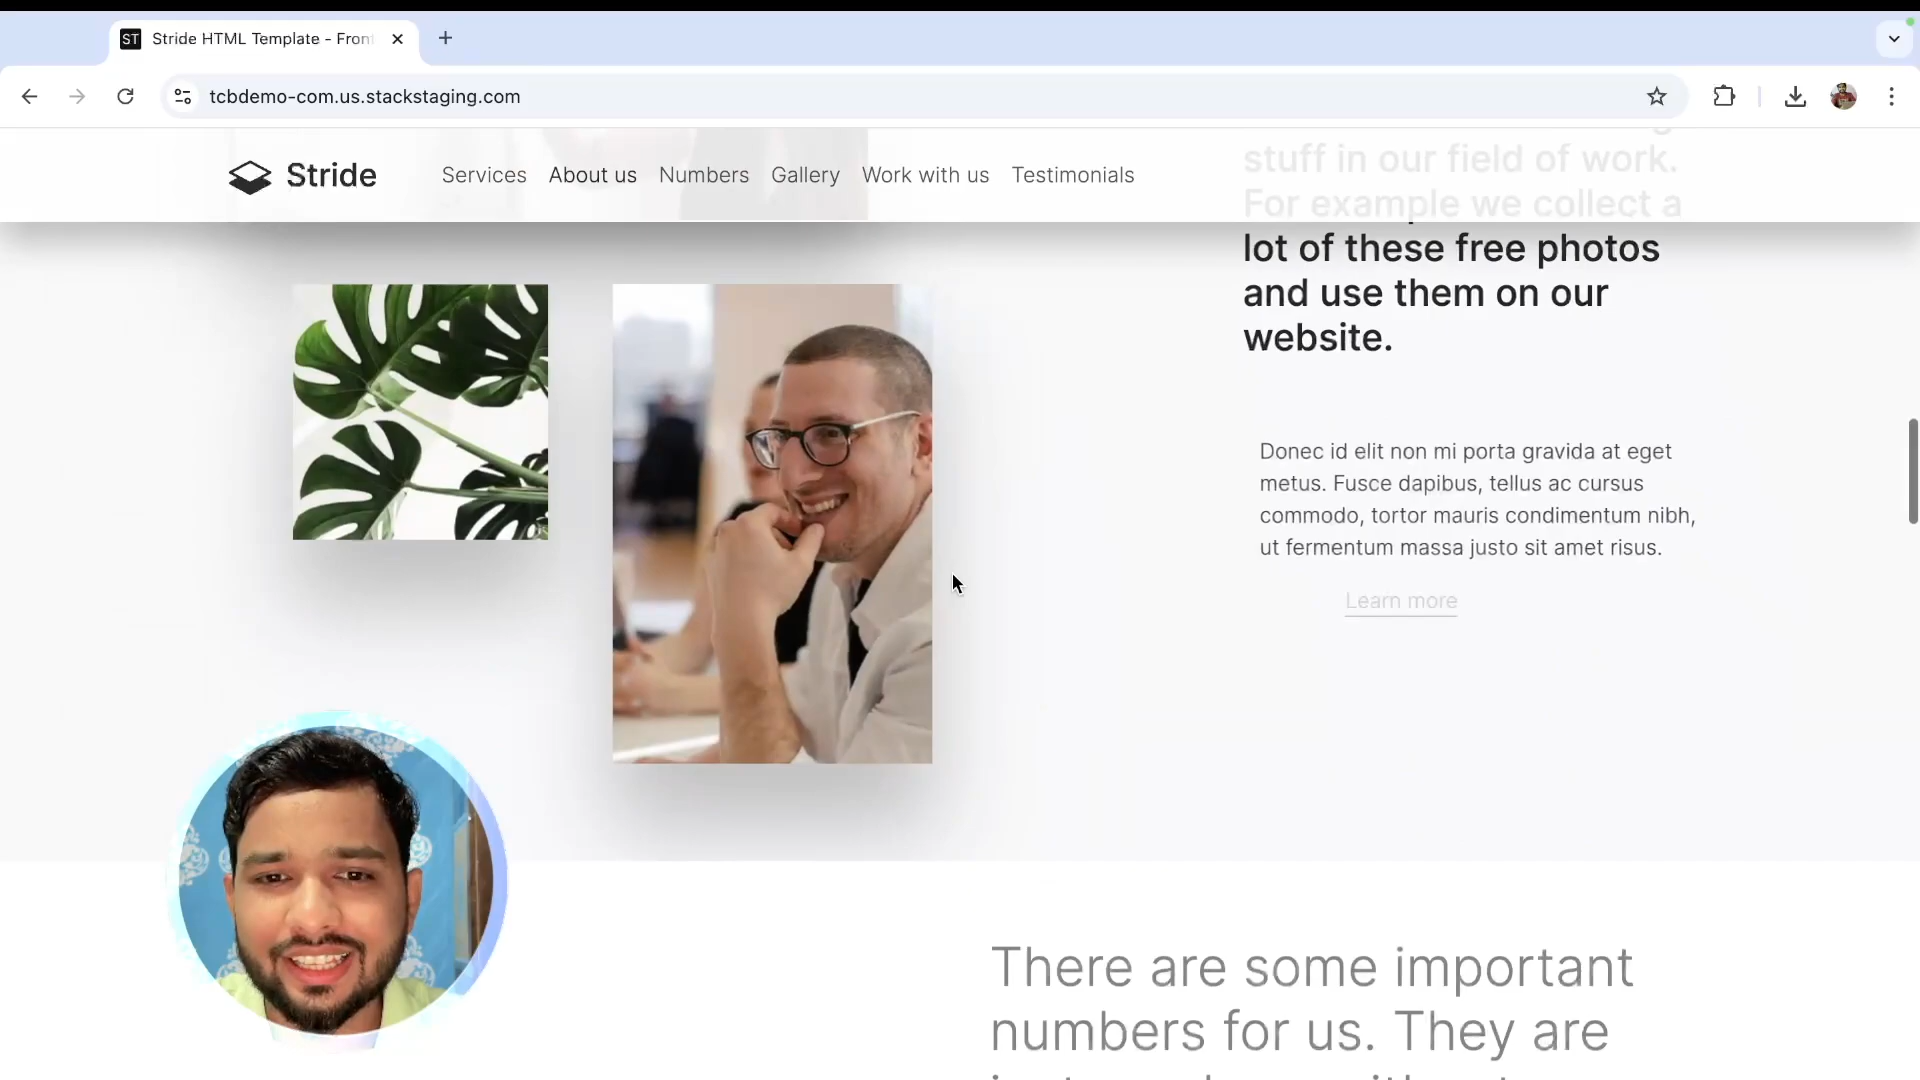 ST Stride HTML Template - Fron
tcbdemo-com.us.stackstaging.com
Stride
Services About us Numbers Gallery Work with us Testimonials
stuff in our field of work.
For example we collect a
lot of these free photos
and use them on our
website.
Donec id elit non mi porta gravida at eget
metus. Fusce dapibus, tellus ac cursus
commodo, tortor mauris condimentum nibh,
ut fermentum massa justo sit amet risus.
Learn more
There are some important
numbers for us. They are